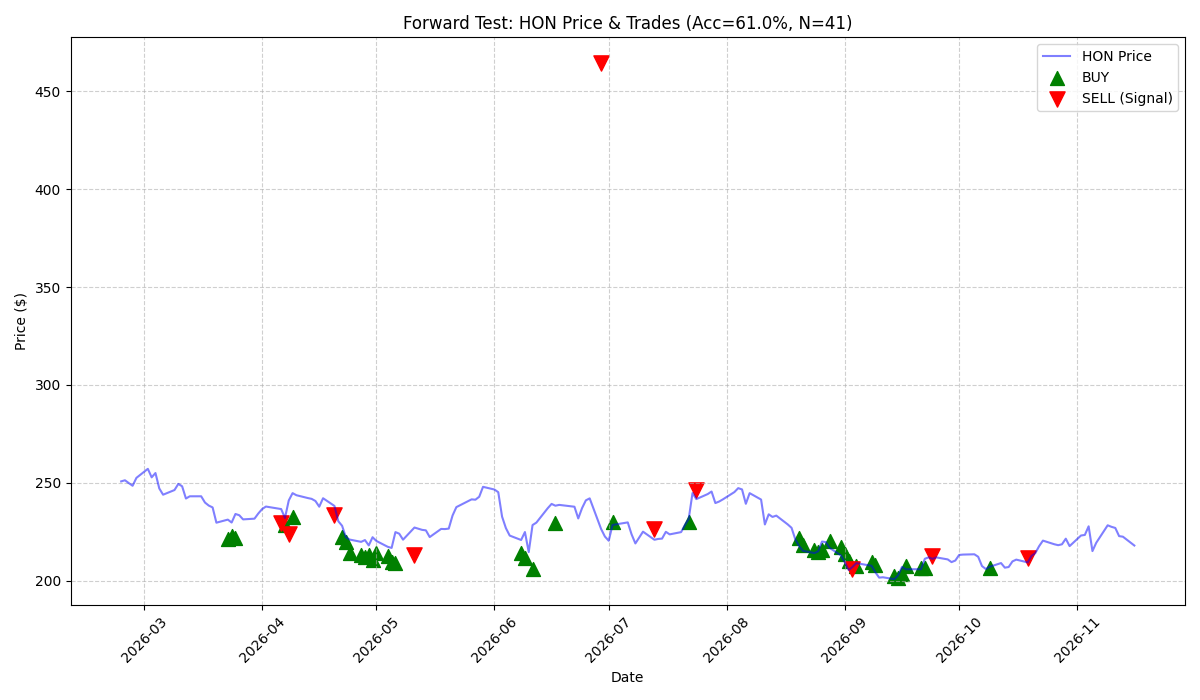 Forward Test: HON Price & Trades (Acc=61.0%, N=41)
HON Price
BUY
SELL (Signal)
Price ($)
450
400
350
300
250
200
2026-03
2026-04
2026-05
2026-06
2026-07
2026-08
2026-09
2026-10
2026-11
Date